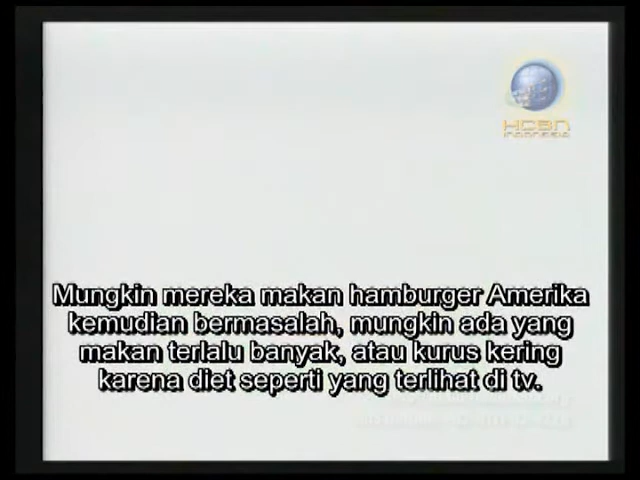 HCBN
INDONESIA
Mungkin mereka makan hamburger Amerika
kemudian bermasalah, mungkin ada yang
makan terlalu banyak, atau kurus kering
karena diet seperti yang terlihat di tv.